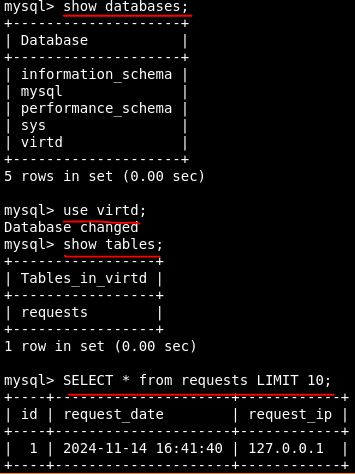 mysql> show databases;
+--------------------+
| Database           |
+--------------------+
| information_schema |
| mysql              |
| performance_schema |
| sys                |
| virtd              |
+--------------------+
5 rows in set (0.00 sec)

mysql> use virtd;
Database changed
mysql> show tables;
+-----------------+
| Tables_in_virtd |
+-----------------+
| requests        |
+-----------------+
1 row in set (0.00 sec)

mysql> SELECT * from requests LIMIT 10;
+----+---------------------+------------+
| id | request_date        | request_ip |
+----+---------------------+------------+
|  1 | 2024-11-14 16:41:40 | 127.0.0.1  |
+----+---------------------+------------+